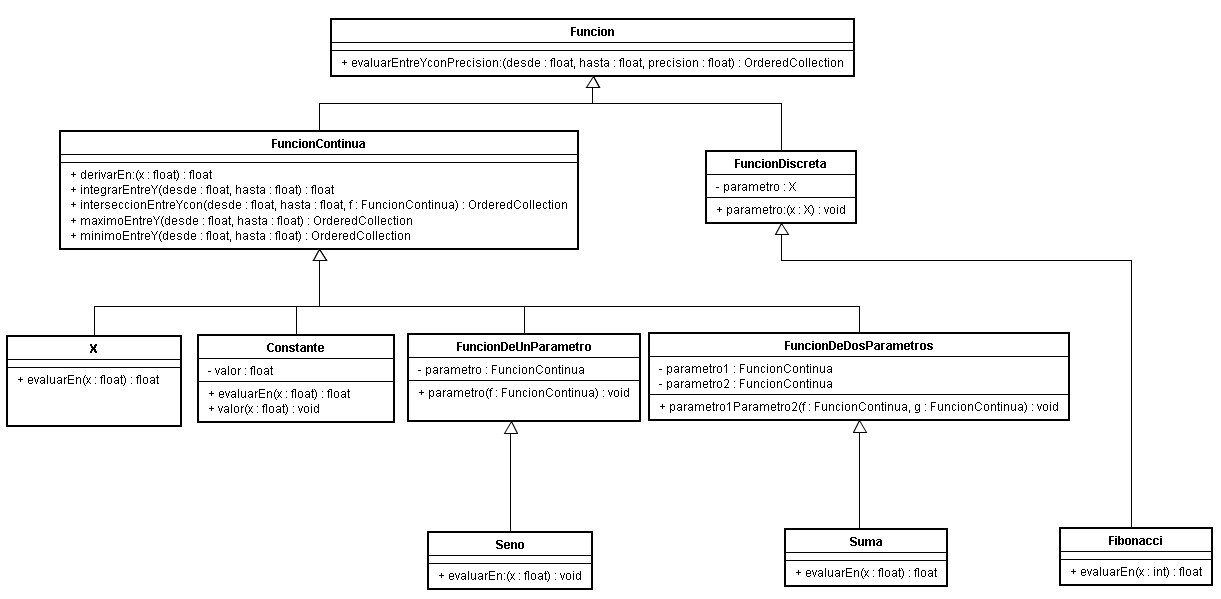 Funcion
+ evaluarEntreYconPrecision:(desde : float, hasta : float, precision : float) : OrderedCollection
FuncionContinua
+ derivarEn:(x : float) : float
+ integrarEntreY(desde : float, hasta : float) : float
+ interseccionEntreYcon(desde : float, hasta : float, f : FuncionContinua) : OrderedCollection
+ maximoEntreY(desde : float, hasta : float) : OrderedCollection
+ minimoEntreY(desde : float, hasta : float) : OrderedCollection
FuncionDiscreta
- parametro : X
+ parametro:(x : X) : void
X
+ evaluarEn(x : float) : float
Constante
- valor : float
+ evaluarEn(x : float) : float
+ valor(x : float) : void
FuncionDeUnParametro
- parametro : FuncionContinua
+ parametro(f : FuncionContinua) : void
FuncionDeDosParametros
- parametro1 : FuncionContinua
- parametro2 : FuncionContinua
+ parametro1Parametro2(f : FuncionContinua, g : FuncionContinua) : void
Seno
+ evaluarEn:(x : float) : void
Suma
+ evaluarEn(x : float) : float
Fibonacci
+ evaluarEn(x : int) : float